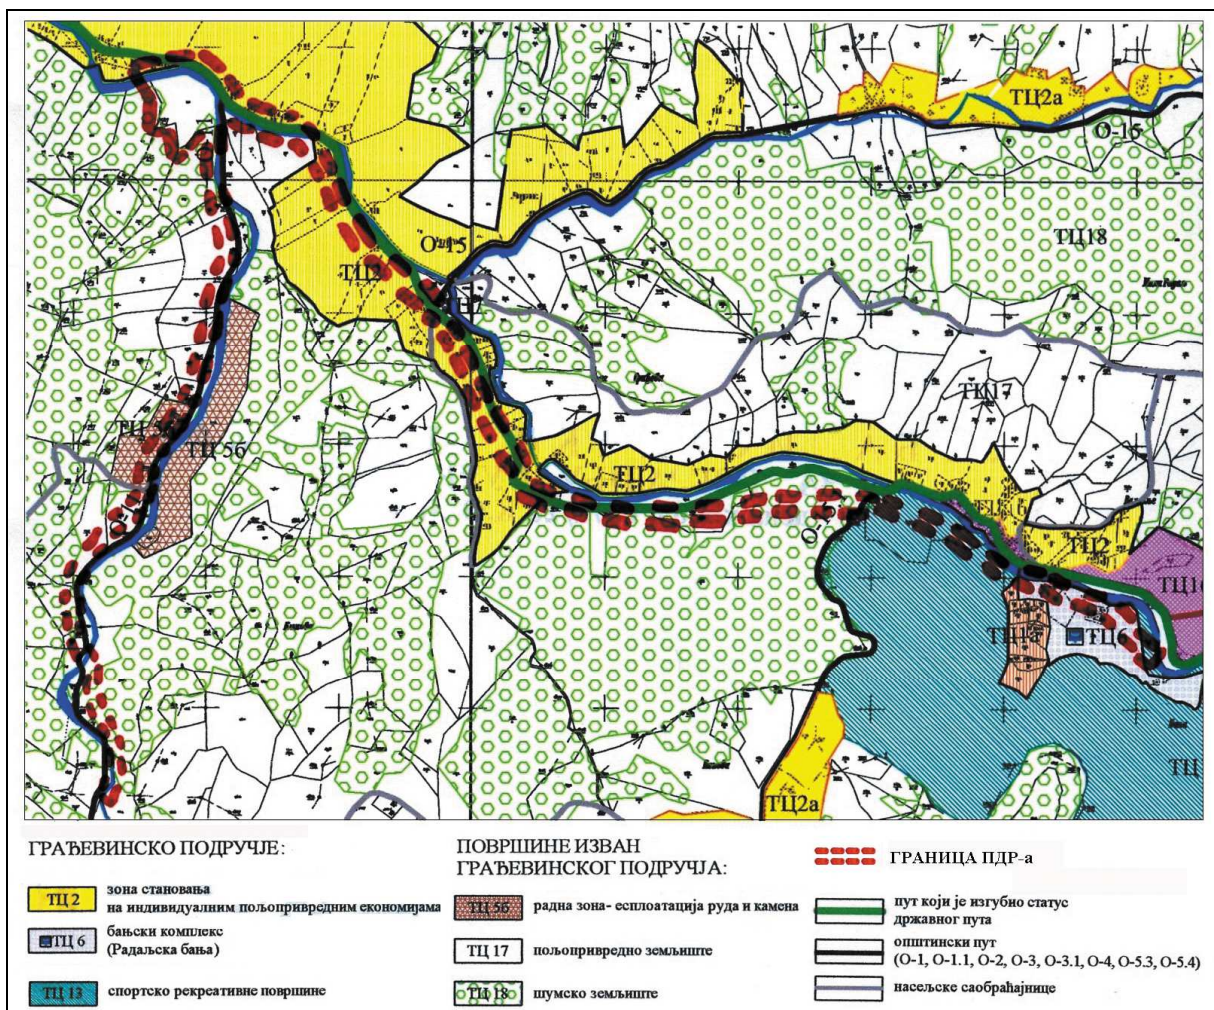 ТЦ2а
О-15
ТЦ18
О-15
ТЦ2
ТЦ17
ТЦ 5б
ТЦ2
ТЦ2
ТЦ6
ТЦ2а
ГРАЂЕВИНСКО ПОДРУЧЈЕ:
ТЦ 2
зона становања
на индивидуалним пољопривредним економијама
ТЦ 6
бањски комплекс
(Радаљска бања)
ТЦ 13
спортско рекреативне површине
ПОВРШИНЕ ИЗВАН
ГРАЂЕВИНСКОГ ПОДРУЧЈА:
ТЦ 5б
радна зона- есплоатација руда и камена
ТЦ 17
пољопривредно земљиште
ТЦ 18
шумско земљиште
ГРАНИЦА ПДР-а
пут који је изгубио статус
државног пута
општински пут
(О-1, О-1.1, О-2, О-3, О-3.1, О-4, О-5.3, О-5.4)
насељске саобраћајнице